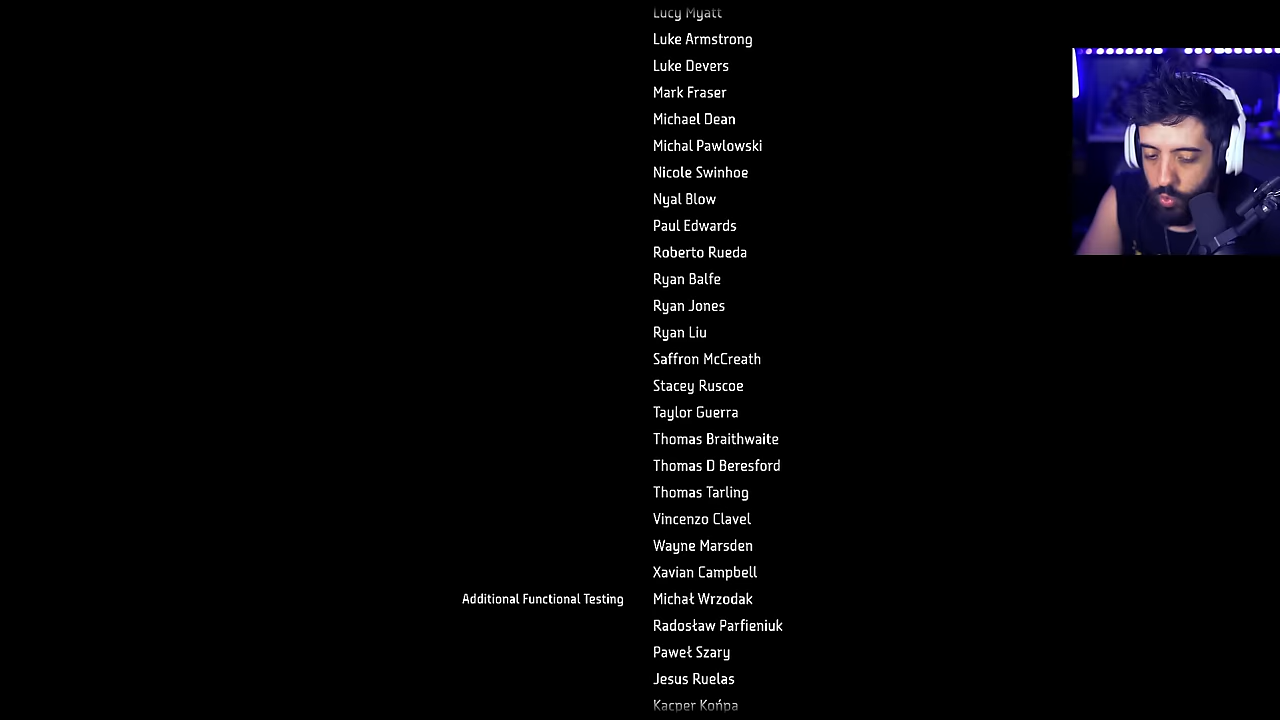 Lucy Myatt
Luke Armstrong
Luke Devers
Mark Fraser
Michael Dean
Michal Pawlowski
Nicole Swinhoe
Nyal Blow
Paul Edwards
Roberto Rueda
Ryan Balfe
Ryan Jones
Ryan Liu
Saffron McCreath
Stacey Ruscoe
Taylor Guerra
Thomas Braithwaite
Thomas D Beresford
Thomas Tarling
Vincenzo Clavel
Wayne Marsden
Xavian Campbell
Additional Functional Testing Michał Wrzodak
Radosław Parfieniuk
Paweł Szary
Jesus Ruelas
Kacper Końpa